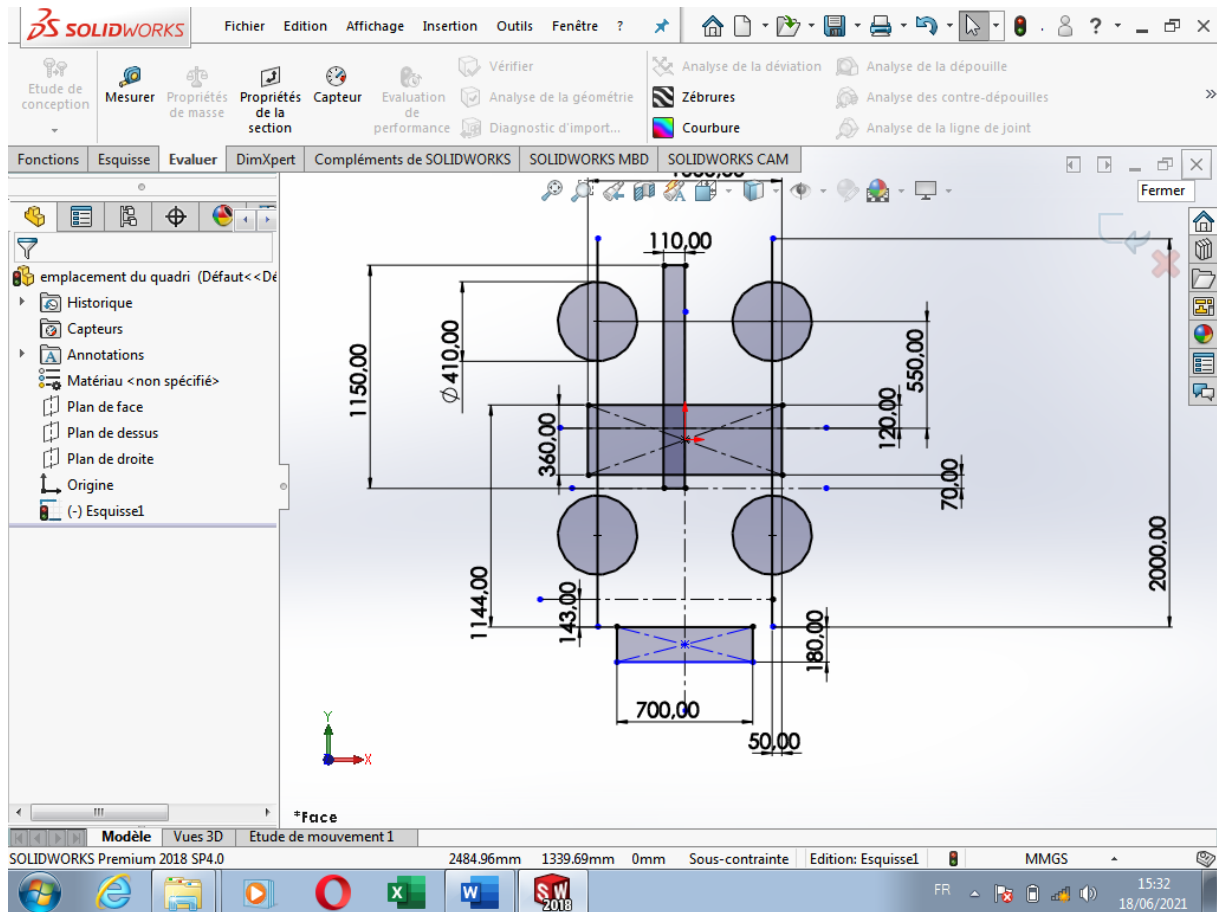 SOLIDWORKS Fichier Edition Affichage Insertion Outils Fenêtre ?
Etude de conception
Mesurer
Propriétés de masse
Propriétés de la section
Capteur
Evaluation de performance
Vérifier
Analyse de la géométrie
Diagnostic d'import...
Analyse de la déviation
Zébrures
Courbure
Analyse de la dépouille
Analyse des contre-dépouilles
Analyse de la ligne de joint
Fonctions Esquisse Evaluer DimXpert Compléments de SOLIDWORKS SOLIDWORKS MBD SOLIDWORKS CAM
Fermer
emplacement du quadri (Défaut<<Dé
Historique
Capteurs
Annotations
Matériau <non spécifié>
Plan de face
Plan de dessus
Plan de droite
Origine
(-) Esquisse1
110,00
1150,00
Ø410,00
550,00
120,00
360,00
70,00
2000,00
1144,00
143,00
180,00
700,00
50,00
Y
X
*Face
Modèle Vues 3D Etude de mouvement 1
SOLIDWORKS Premium 2018 SP4.0 2484.96mm 1339.69mm 0mm Sous-contrainte Edition: Esquisse1 MMGS
SW 2018
FR
15:32
18/06/2021